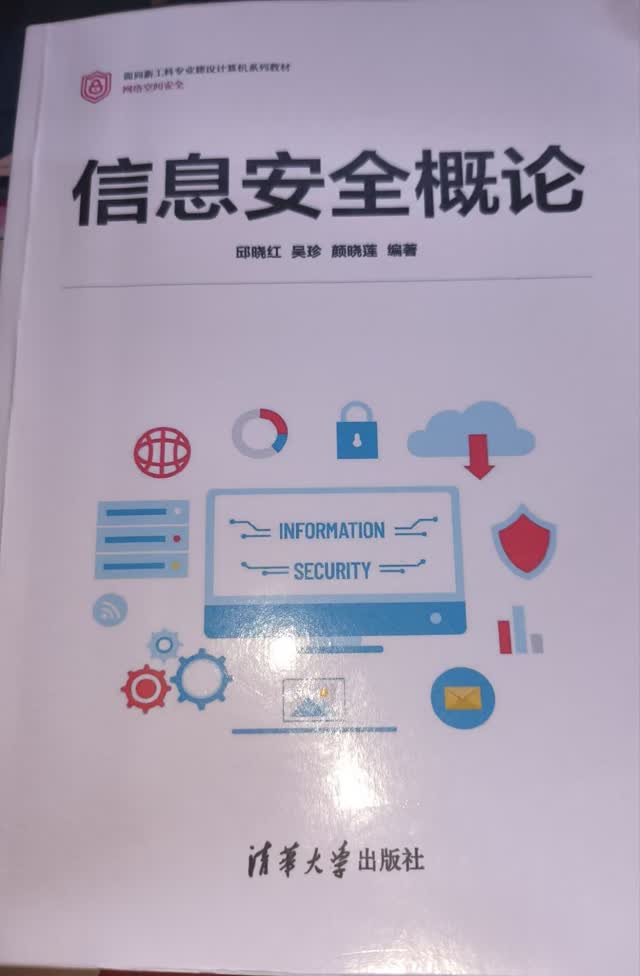 面向新工科专业建设计算机系列教材
网络空间安全
信息安全概论
邱晓红 吴珍 颜晓莲 编著
INFORMATION
SECURITY
清华大学出版社